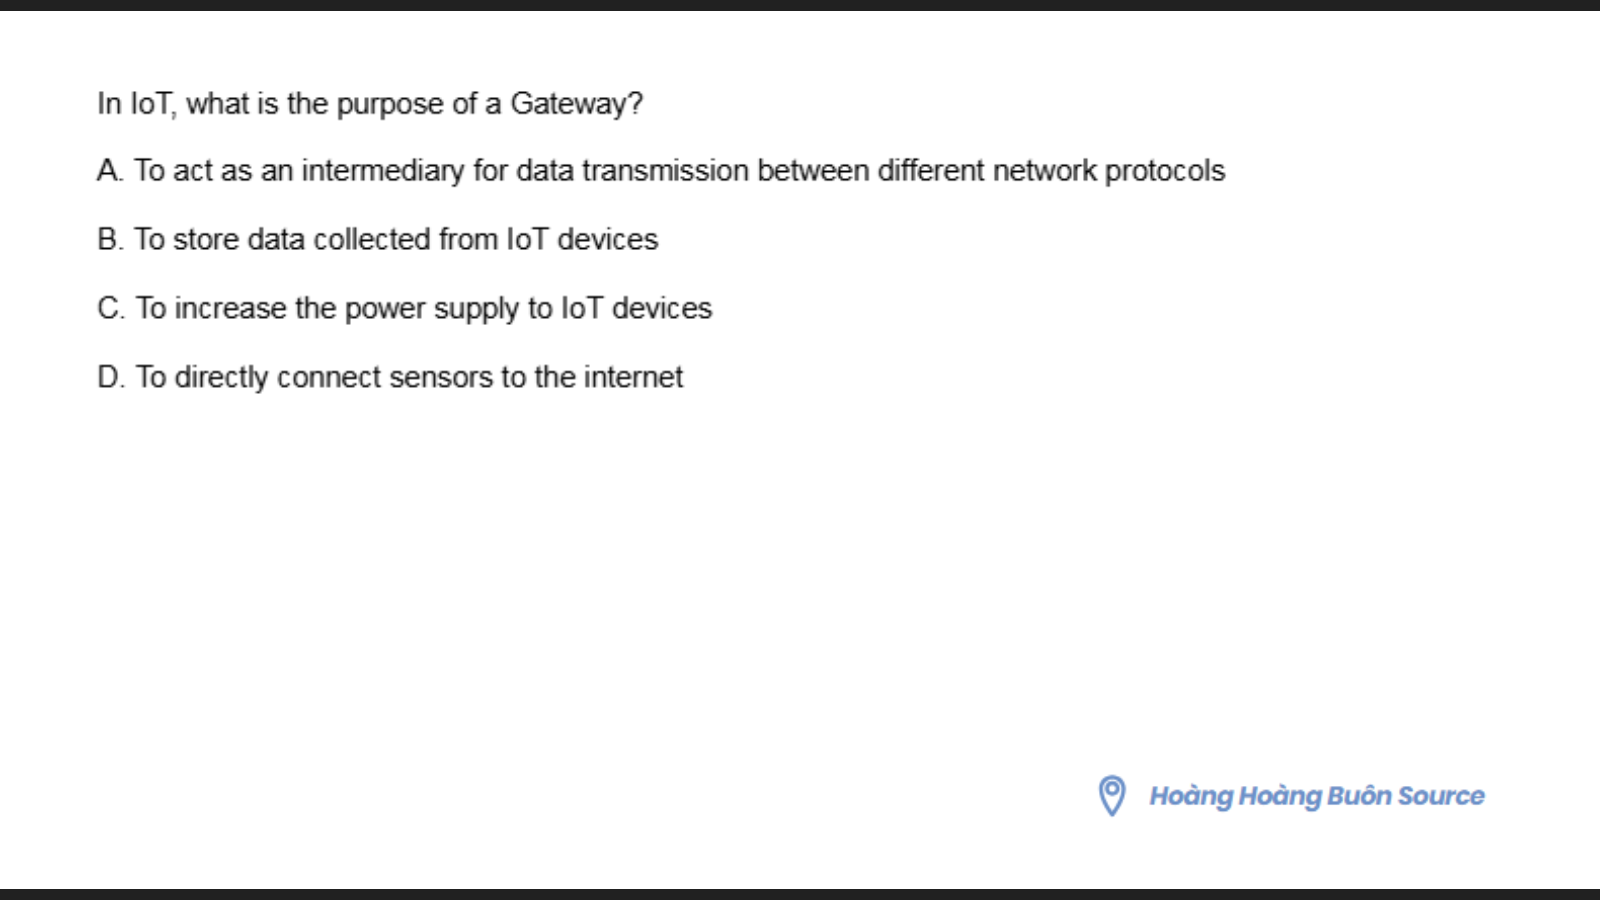 In IoT, what is the purpose of a Gateway?
A. To act as an intermediary for data transmission between different network protocols
B. To store data collected from IoT devices
C. To increase the power supply to IoT devices
D. To directly connect sensors to the internet
Hoàng Hoàng Buôn Source